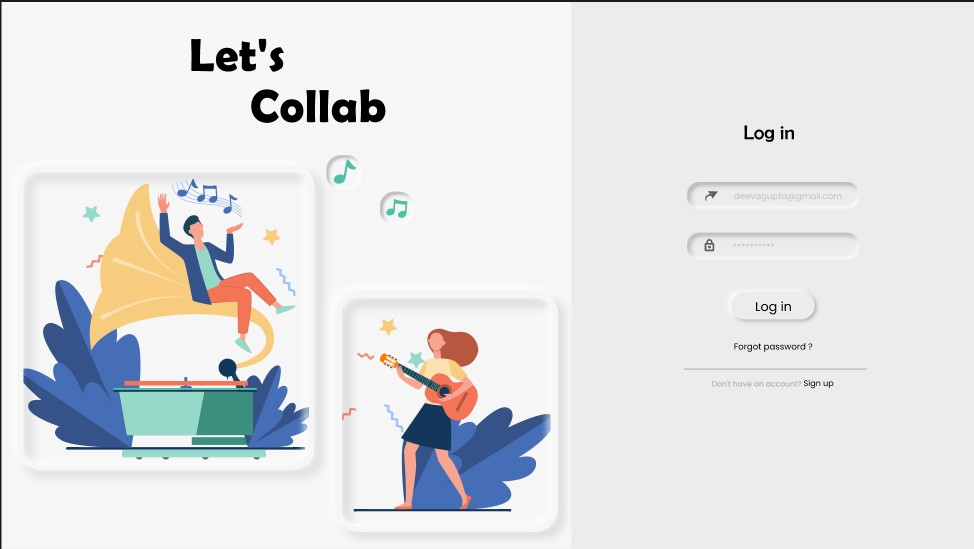 Let's
Collab
Log in
deevagupta@gmail.com
**********
Log in
Forgot password ?
Don't have an account? Sign up